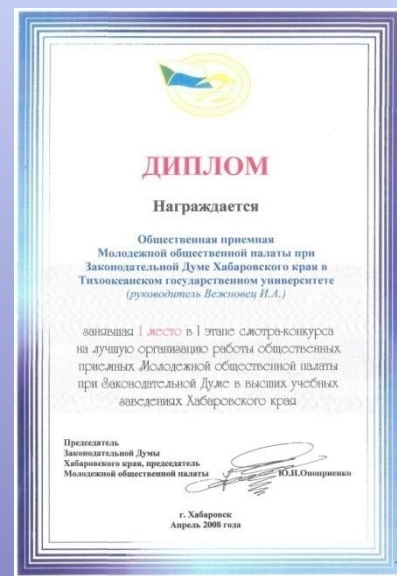 ДИПЛОМ
Награждается
Общественная приемная
Молодежной общественной палаты при
Законодательной Думе Хабаровского края в
Тихоокеанском государственном университете
(руководитель Вежновец И.А.)
занявшая 1 место в I этапе смотра-конкурса
на лучшую организацию работы общественных
приемных Молодежной общественной палаты
при Законодательной Думе в высших учебных
заведениях Хабаровского края
Председатель
Законодательной Думы
Хабаровского края, председатель
Молодежной общественной палаты Ю.И.Оноприенко
г. Хабаровск
Апрель 2008 года